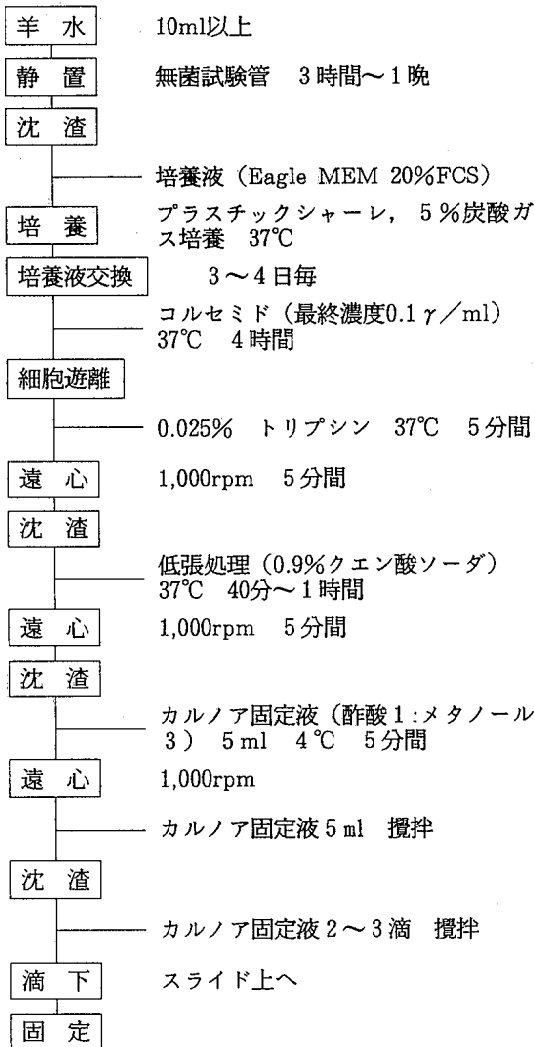 羊 水 10ml以上
静 置 無菌試験管 3時間〜1晩
沈 渣
培養液（Eagle MEM 20%FCS）
培 養 プラスチックシャーレ，5％炭酸ガ
ス培養 37℃
培養液交換 3〜4日毎
コルセミド（最終濃度0.1γ／ml）
37℃ 4時間
細胞遊離
0.025% トリプシン 37℃ 5分間
遠 心 1,000rpm 5分間
沈 渣
低張処理（0.9%クエン酸ソーダ）
37℃ 40分〜1時間
遠 心 1,000rpm 5分間
沈 渣
カルノア固定液（酢酸1:メタノール
3） 5ml 4℃ 5分間
遠 心 1,000rpm
カルノア固定液5ml 攪拌
沈 渣
カルノア固定液2〜3滴 攪拌
滴 下 スライド上へ
固 定